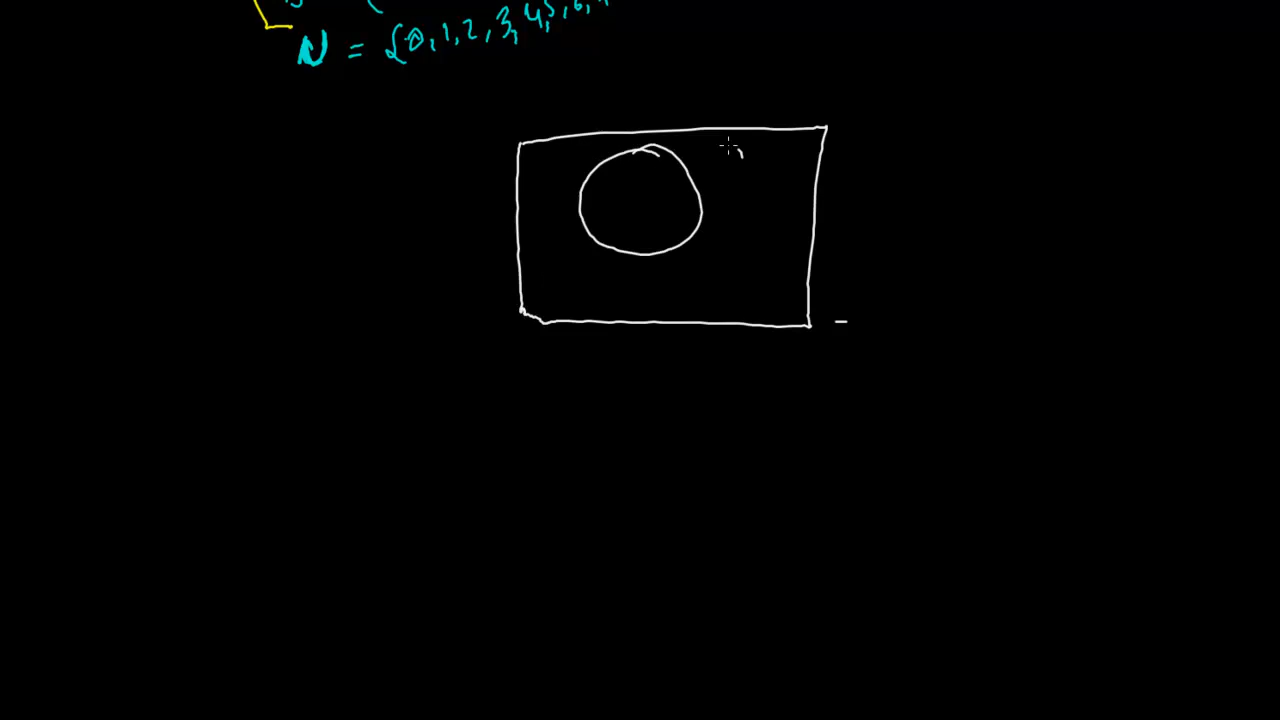 N = {0, 1, 2, 3, 4, 5, 6,